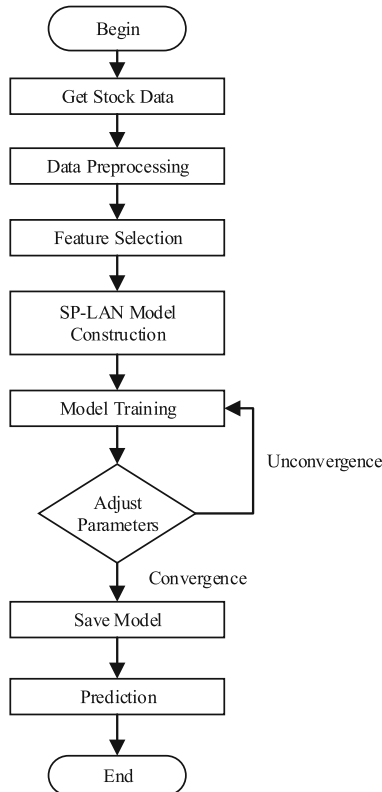 Begin
Get Stock Data
Data Preprocessing
Feature Selection
SP-LAN Model
Construction
Model Training
Unconvergence
Adjust
Parameters
Convergence
Save Model
Prediction
End